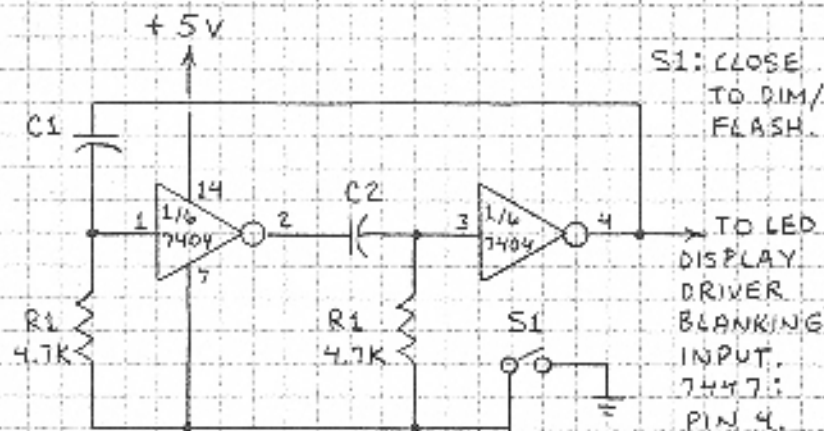 +5V
S1: CLOSE
TO DIM/
FLASH.
C1
14
1/6
7404
1
2
7
C2
3
1/6
7404
4
TO LED
DISPLAY
DRIVER
BLANKING
INPUT.
7447:
PIN 4.
R1
4.7K
R1
4.7K
S1